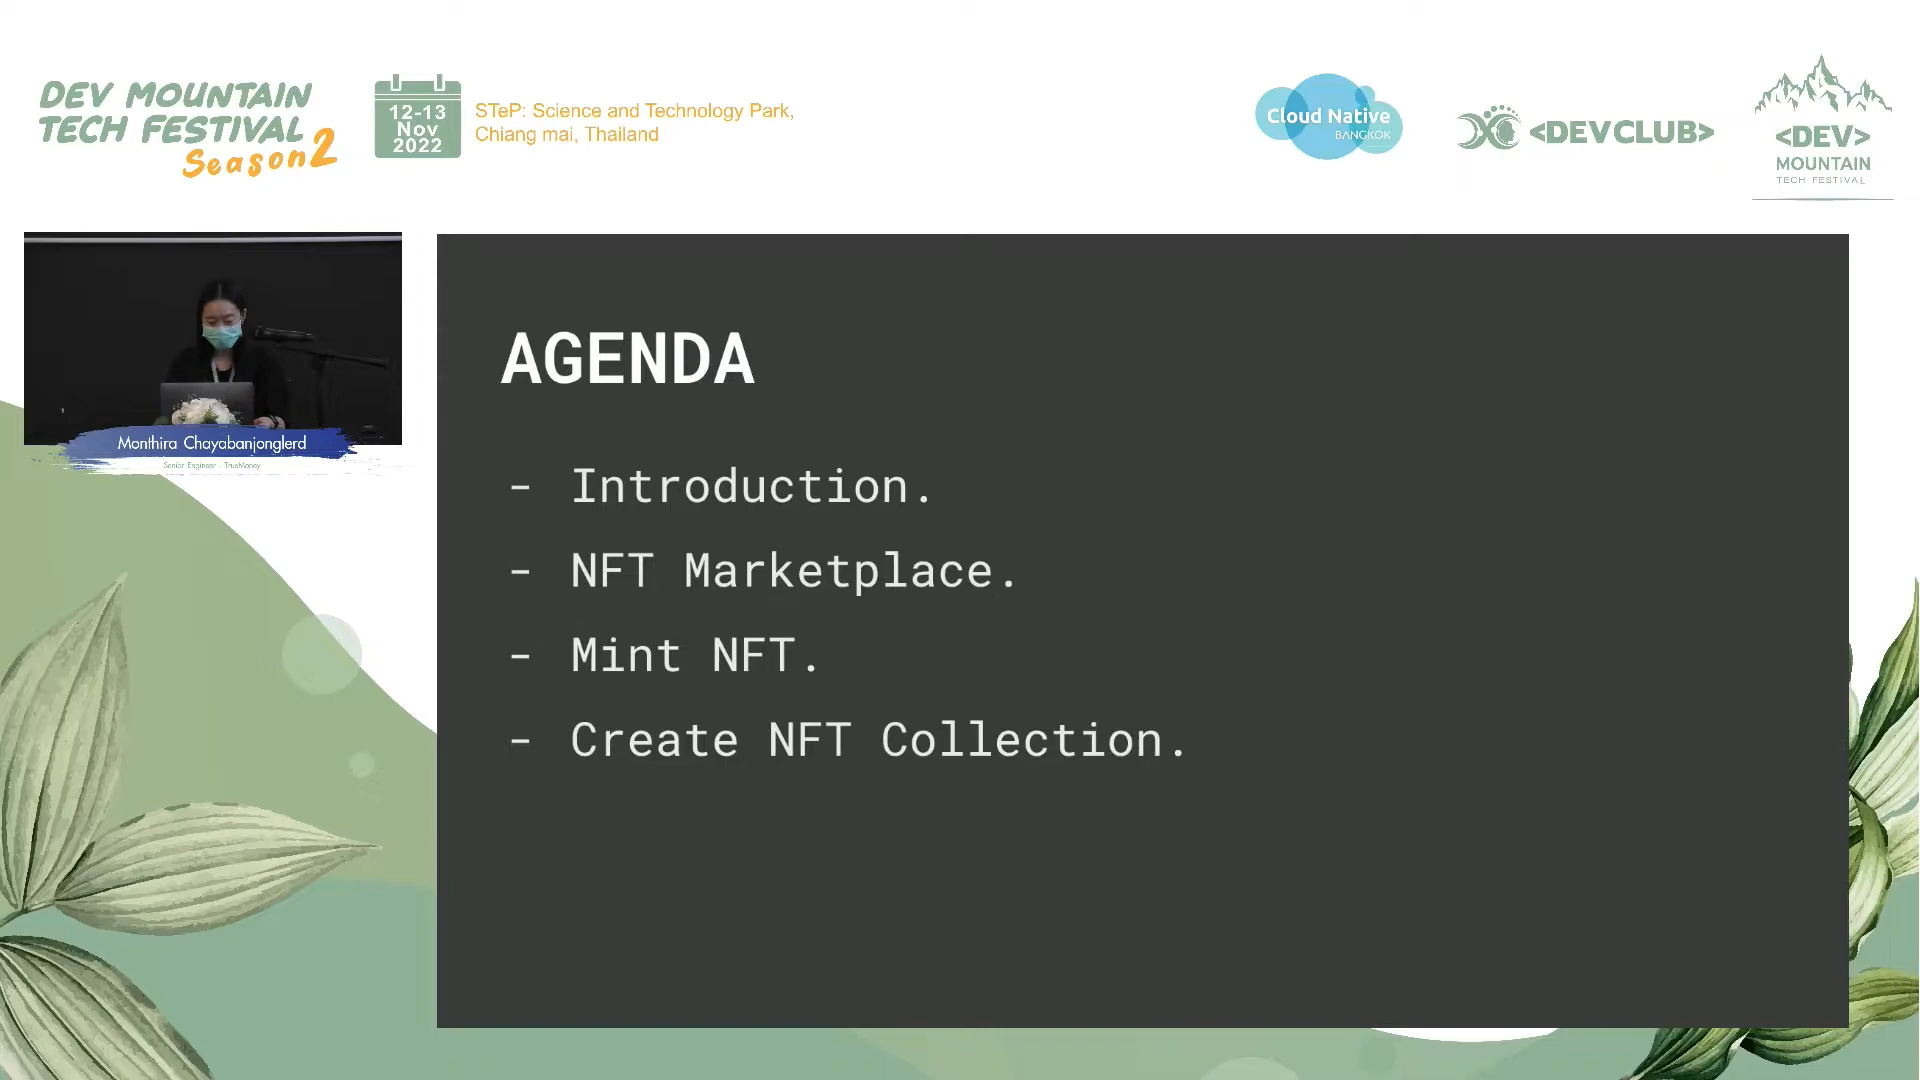 DEV MOUNTAIN
TECH FESTIVAL
Season 2
12-13
Nov
2022
STeP: Science and Technology Park,
Chiang mai, Thailand
Cloud Native
BANGKOK
<DEVCLUB>
<DEV>
MOUNTAIN
TECH FESTIVAL
Monthira Chayabanjonglerd
Senior Engineer - TrueMoney
AGENDA
- Introduction.
- NFT Marketplace.
- Mint NFT.
- Create NFT Collection.